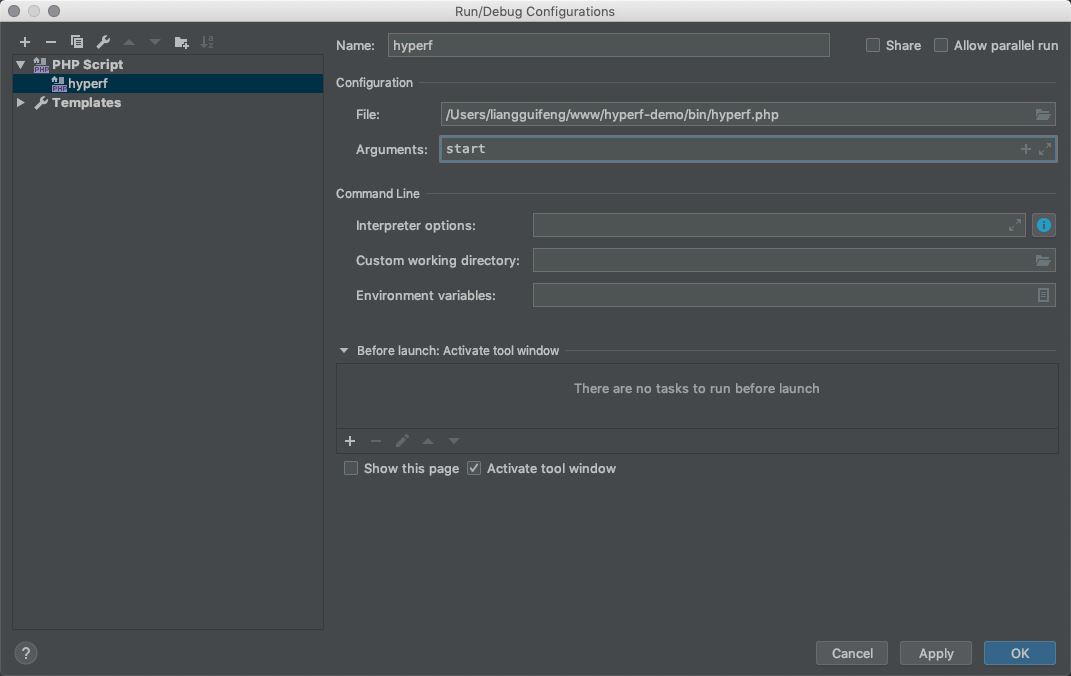 Run/Debug Configurations
Name: hyperf Share Allow parallel run
PHP Script
hyperf
Templates
Configuration
File: /Users/liangguifeng/www/hyperf-demo/bin/hyperf.php
Arguments: start
Command Line
Interpreter options:
Custom working directory:
Environment variables:
Before launch: Activate tool window
There are no tasks to run before launch
Show this page Activate tool window
? Cancel Apply OK